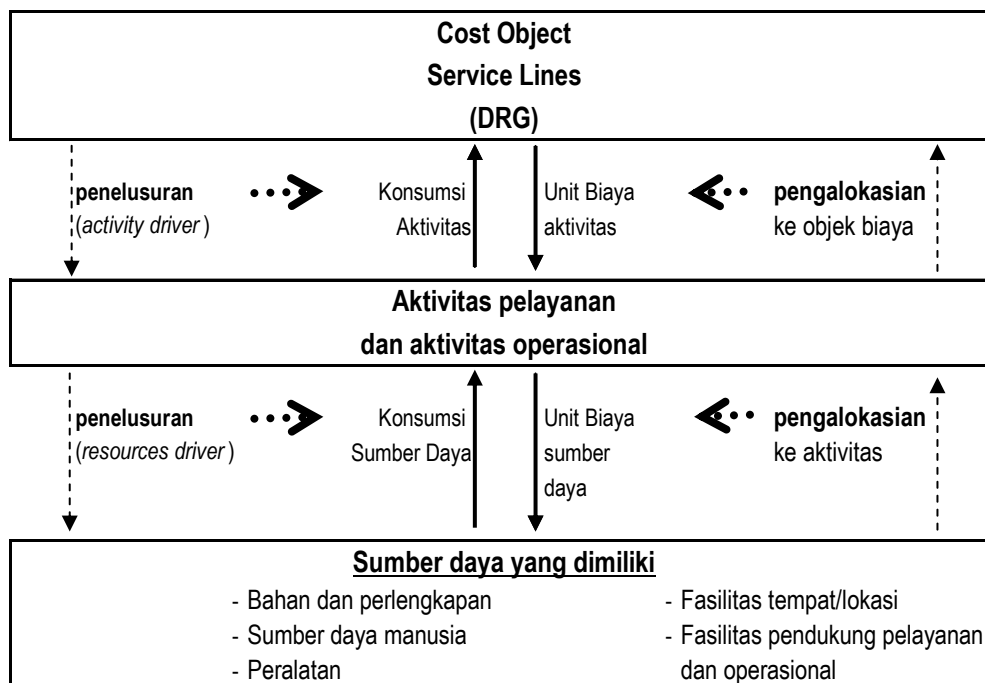 Cost Object
Service Lines
(DRG)
penelusuran
(activity driver)
Konsumsi
Aktivitas
Unit Biaya
aktivitas
pengalokasian
ke objek biaya
Aktivitas pelayanan
dan aktivitas operasional
penelusuran
(resources driver)
Konsumsi
Sumber Daya
Unit Biaya
sumber
daya
pengalokasian
ke aktivitas
Sumber daya yang dimiliki
- Bahan dan perlengkapan
- Sumber daya manusia
- Peralatan
- Fasilitas tempat/lokasi
- Fasilitas pendukung pelayanan
dan operasional